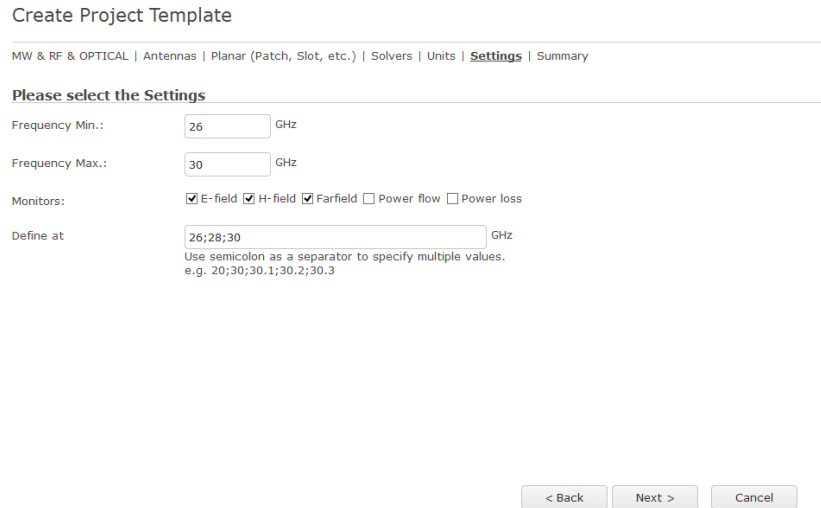 Create Project Template
MW & RF & OPTICAL | Antennas | Planar (Patch, Slot, etc.) | Solvers | Units | Settings | Summary
Please select the Settings
Frequency Min.: 26 GHz
Frequency Max.: 30 GHz
Monitors: E-field H-field Farfield Power flow Power loss
Define at 26;28;30 GHz
Use semicolon as a separator to specify multiple values.
e.g. 20;30;30.1;30.2;30.3
< Back Next > Cancel